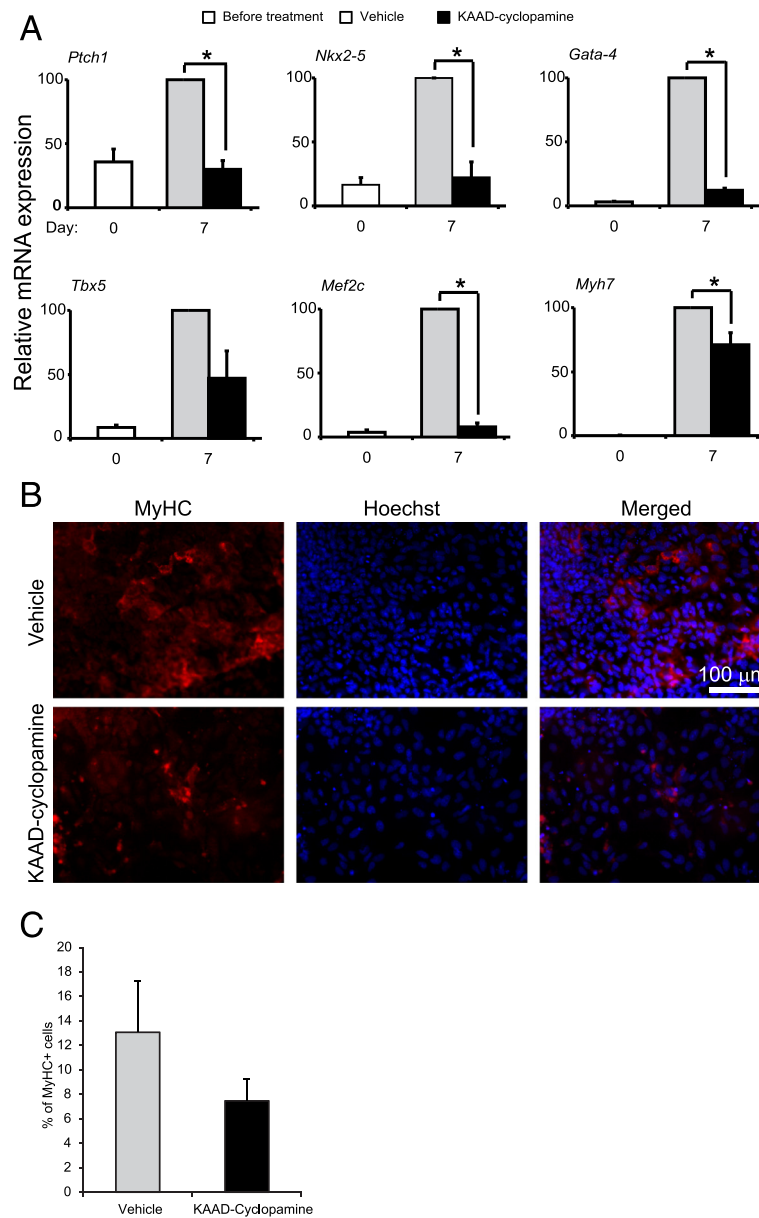 Before treatment Vehicle KAAD-cyclopamine
A
Ptch1 Nkx2-5 Gata-4
* * *
100 100 100
50 50 50
0 0 0
Day: 0 7 0 7 0 7
Relative mRNA expression
Tbx5 Mef2c Myh7
* *
100 100 100
50 50 50
0 0 0
0 7 0 7 0 7
B
MyHC Hoechst Merged
Vehicle
100 μm
KAAD-cyclopamine
C
20
18
16
14
12
10
8
6
4
2
0
% of MyHC+ cells
Vehicle KAAD-Cyclopamine